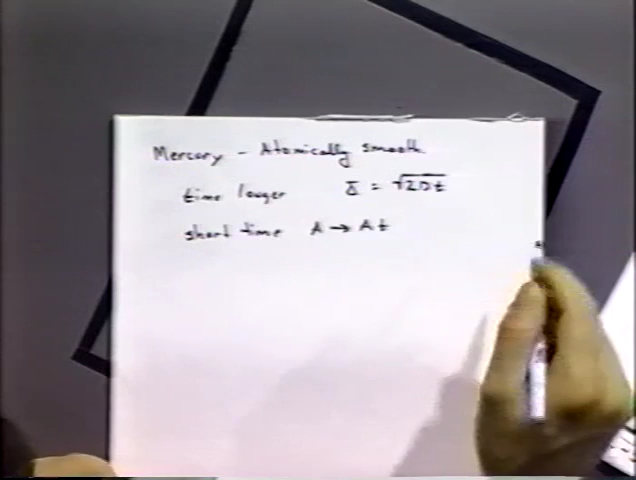 Mercury - Atomically smooth
time longer Δ̅ = √2Dt
short time A → At